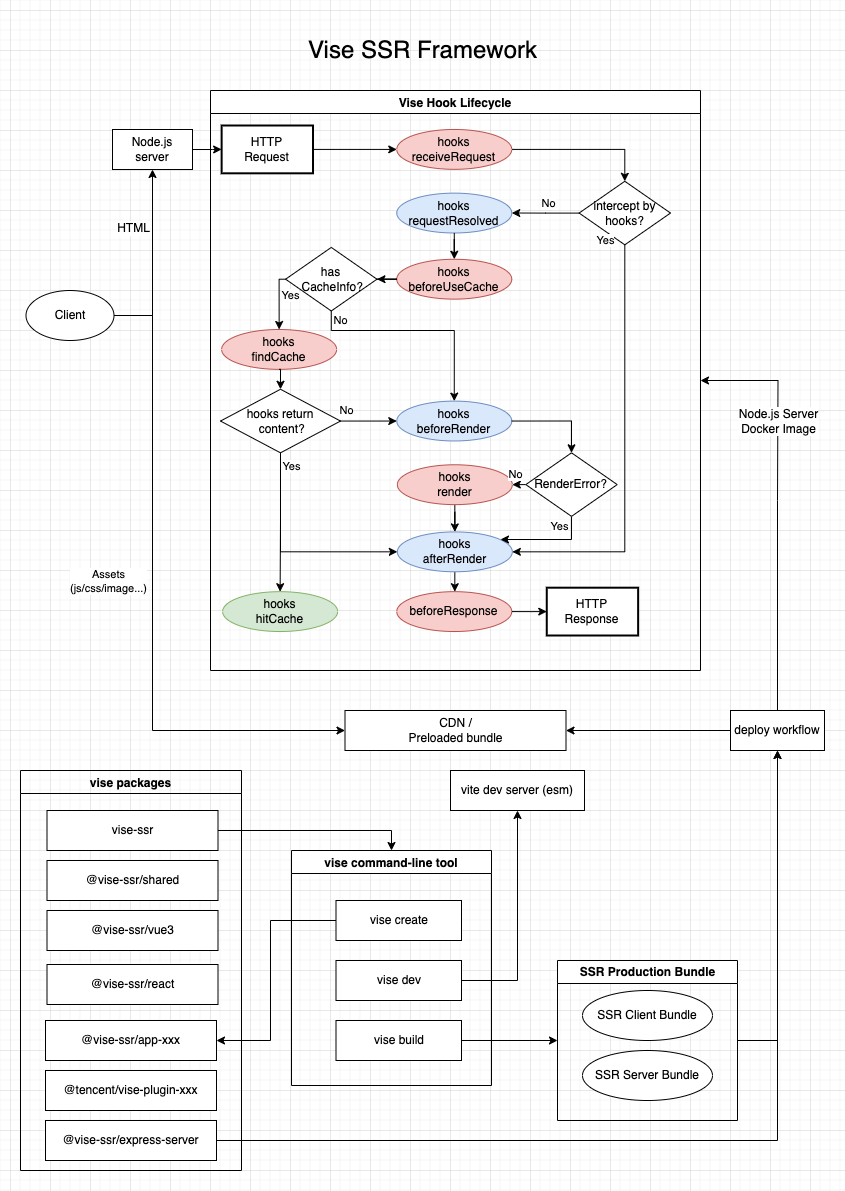 Vise SSR Framework
Vise Hook Lifecycle
Node.js
server
HTTP
Request
hooks
receiveRequest
intercept by
hooks?
No
Yes
hooks
requestResolved
HTML
hooks
beforeUseCache
has
CacheInfo?
Yes
No
Client
hooks
findCache
hooks return
content?
No
Yes
hooks
beforeRender
Node.js Server
Docker Image
RenderError?
No
Yes
hooks
render
hooks
afterRender
Assets
(js/css/image...)
hooks
hitCache
beforeResponse
HTTP
Response
CDN /
Preloaded bundle
deploy workflow
vise packages
vise-ssr
@vise-ssr/shared
@vise-ssr/vue3
@vise-ssr/react
@vise-ssr/app-xxx
@tencent/vise-plugin-xxx
@vise-ssr/express-server
vite dev server (esm)
vise command-line tool
vise create
vise dev
vise build
SSR Production Bundle
SSR Client Bundle
SSR Server Bundle